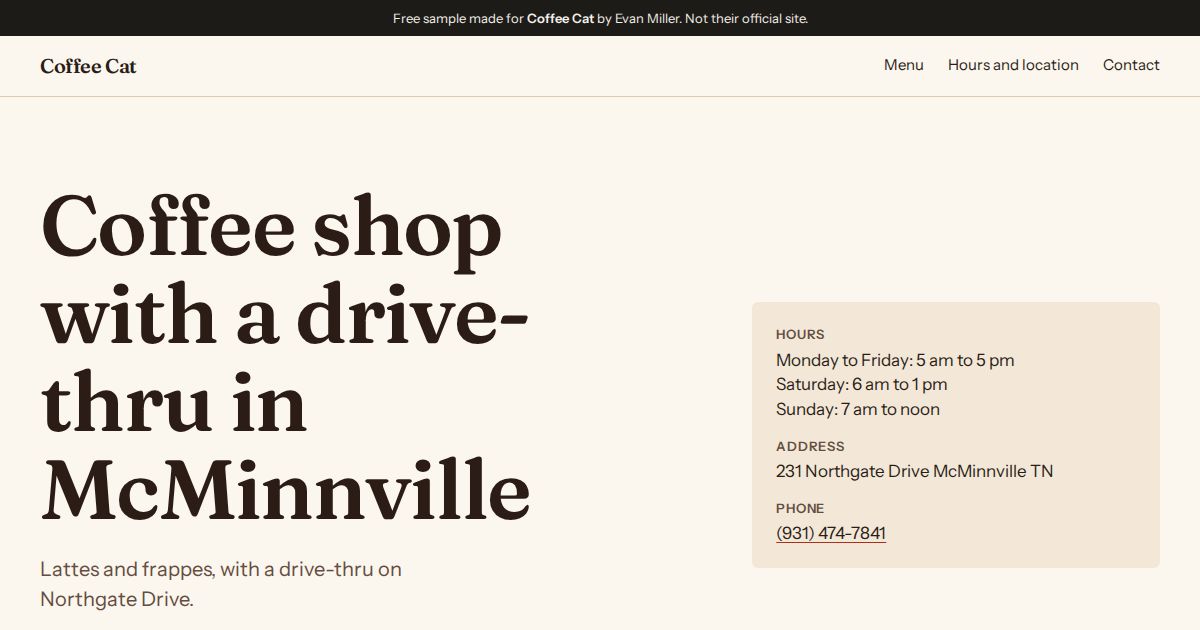 Free sample made for Coffee Cat by Evan Miller. Not their official site.
Coffee Cat
Menu
Hours and location
Contact
Coffee shop
with a drive-
thru in
McMinnville
Lattes and frappes, with a drive-thru on
Northgate Drive.
HOURS
Monday to Friday: 5 am to 5 pm
Saturday: 6 am to 1 pm
Sunday: 7 am to noon
ADDRESS
231 Northgate Drive McMinnville TN
PHONE
(931) 474-7841